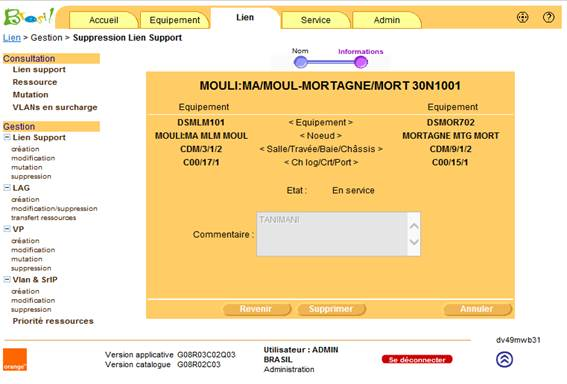 Brasil
Accueil Equipement Lien Service Admin
Lien > Gestion > Suppression Lien Support
Nom Informations
Consultation
Lien support
Ressource
Mutation
VLANs en surcharge
Gestion
Lien Support
création
modification
mutation
suppression
LAG
création
modification/suppression
transfert ressources
VP
création
modification
mutation
suppression
Vlan & SrIP
création
modification
suppression
Priorité ressources
MOULI:MA/MOUL-MORTAGNE/MORT 30N1001
Equipement Equipement
DSMLM101 < Equipement > DSMOR702
MOULI:MA MLM MOUL < Noeud > MORTAGNE MTG MORT
CDM/3/1/2 < Salle/Travée/Baie/Châssis > CDM/9/1/2
C00/17/1 < Ch log/Crt/Port > C00/15/1
Etat : En service
Commentaire : TANIMANI
Revenir Supprimer Annuler
dv49mwb31
orange
Version applicative G08R03C02Q03
Version catalogue G08R02C03
Utilisateur : ADMIN
BRASIL
Administration
Se déconnecter